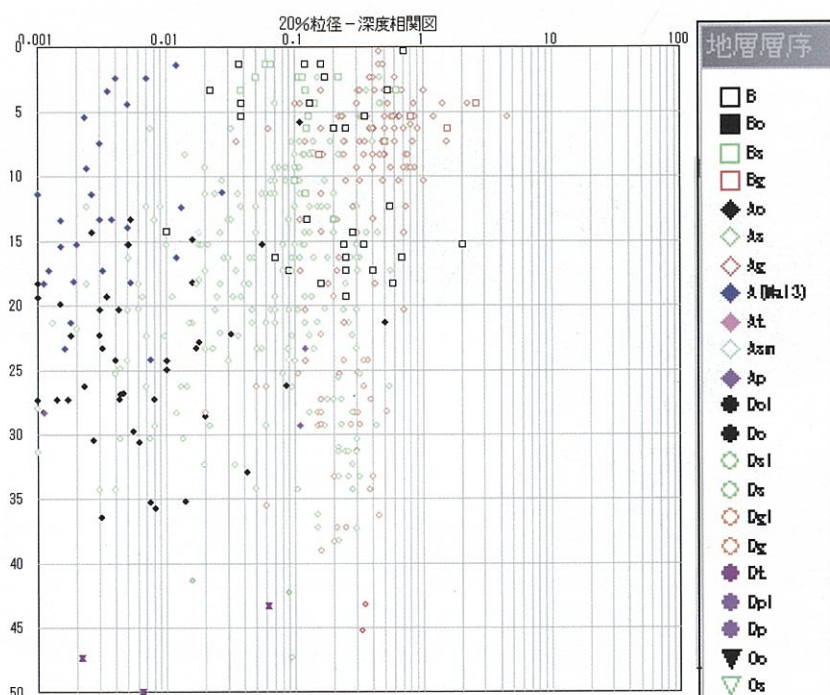 20%粒径－深度相関図
0.001 0.01 0.1 1 10 100
0
5
10
15
20
25
30
35
40
45
50
地層層序
B
Bo
Bs
Bg
Ao
As
Ag
A(Wal3)
At
Asm
Ap
Dol
Do
Dsl
Ds
Dgl
Dg
Dt
Dpl
Dp
Oo
Os